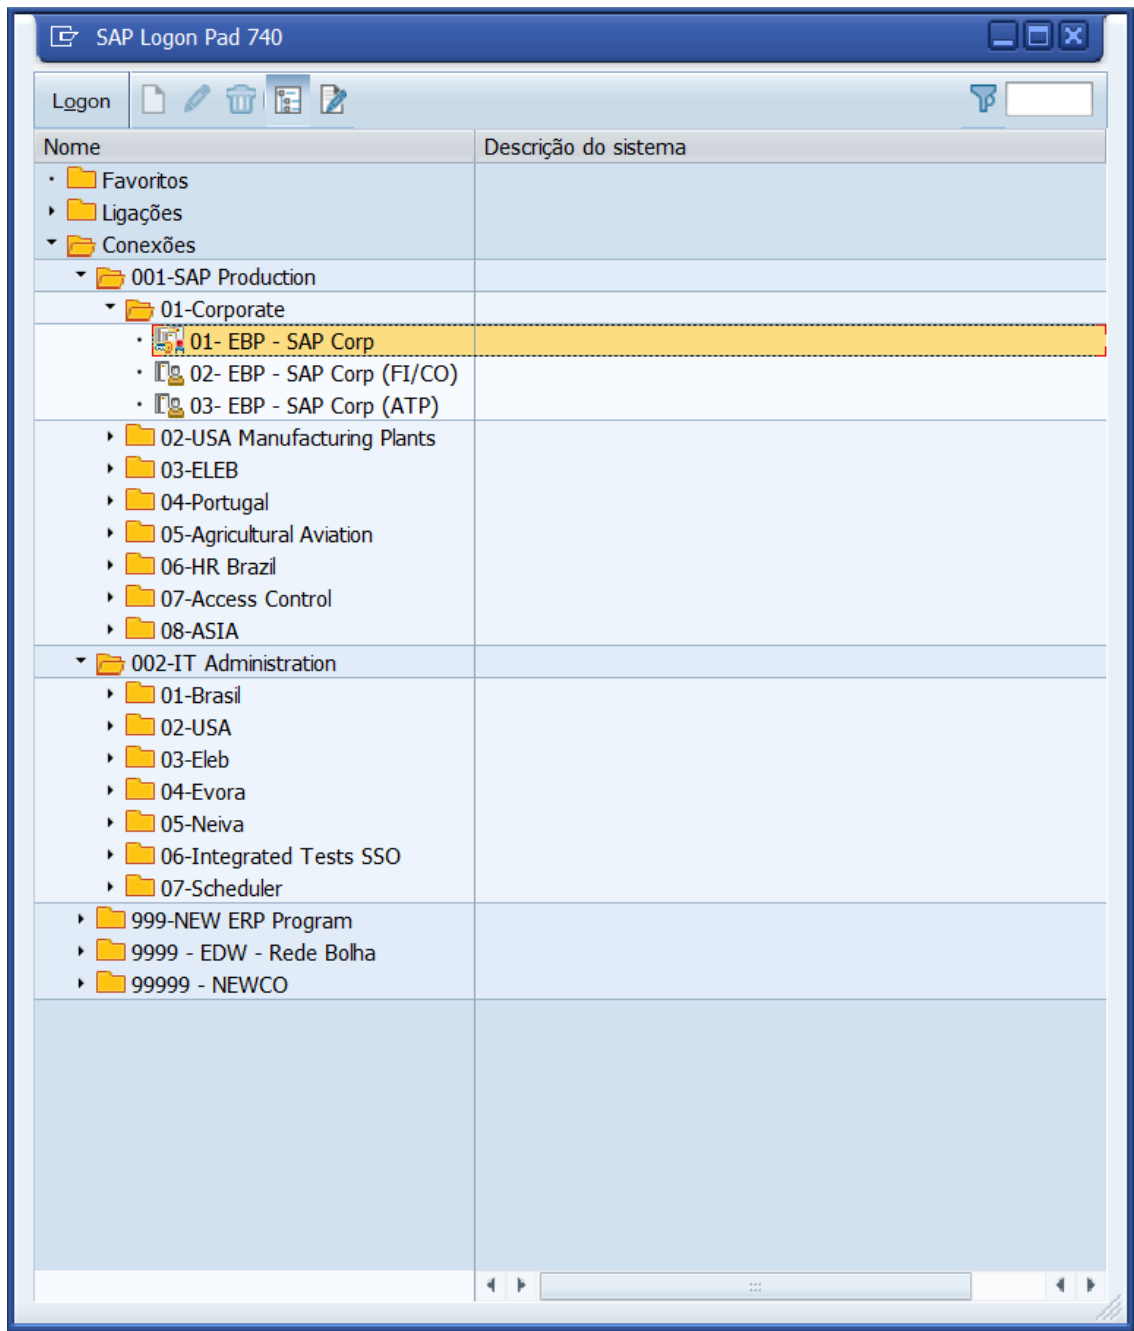 SAP Logon Pad 740
Logon
Nome Descrição do sistema
Favoritos
Ligações
Conexões
001-SAP Production
01-Corporate
01- EBP - SAP Corp
02- EBP - SAP Corp (FI/CO)
03- EBP - SAP Corp (ATP)
02-USA Manufacturing Plants
03-ELEB
04-Portugal
05-Agricultural Aviation
06-HR Brazil
07-Access Control
08-ASIA
002-IT Administration
01-Brasil
02-USA
03-Eleb
04-Evora
05-Neiva
06-Integrated Tests SSO
07-Scheduler
999-NEW ERP Program
9999 - EDW - Rede Bolha
99999 - NEWCO